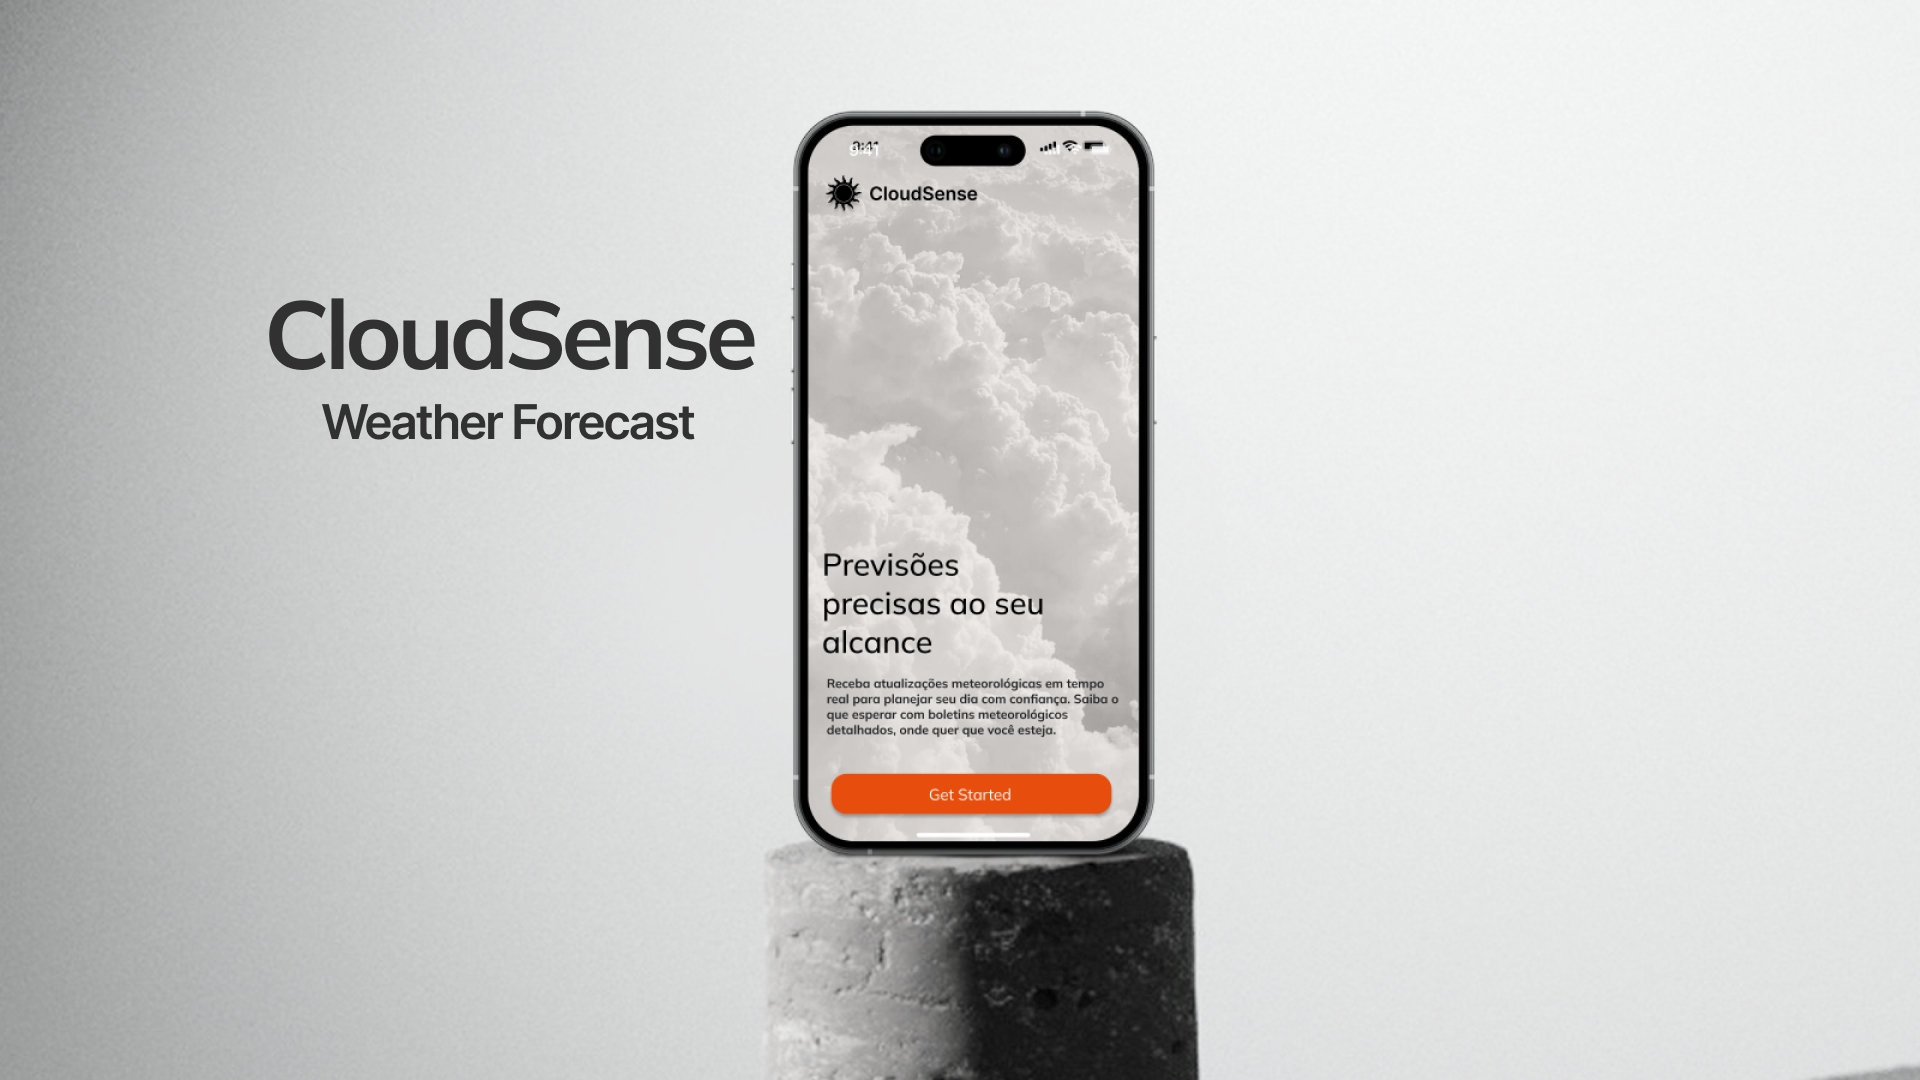 CloudSense
Weather Forecast
9:41
CloudSense
Previsões
precisas ao seu
alcance
Receba atualizações meteorológicas em tempo
real para planejar seu dia com confiança. Saiba o
que esperar com boletins meteorológicos
detalhados, onde quer que você esteja.
Get Started